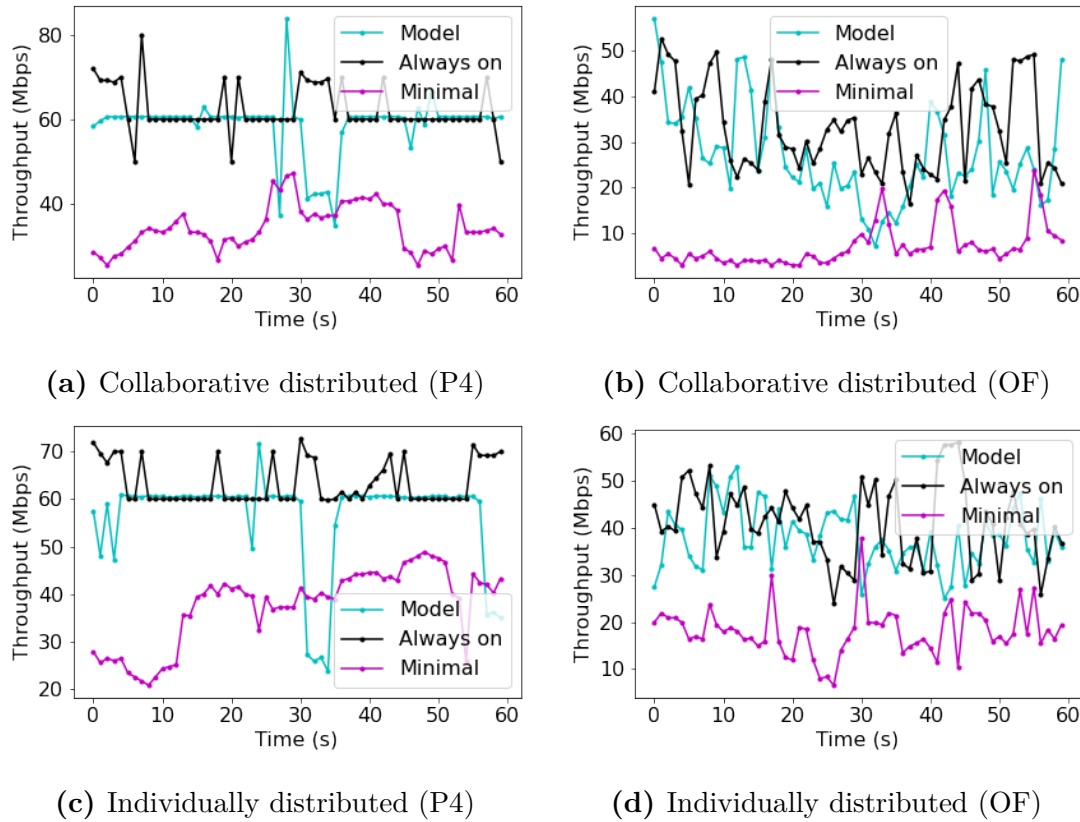 Throughput (Mbps)
80
60
40
0 10 20 30 40 50 60
Time (s)
Model
Always on
Minimal
(a) Collaborative distributed (P4)
Throughput (Mbps)
50
40
30
20
10
0 10 20 30 40 50 60
Time (s)
Model
Always on
Minimal
(b) Collaborative distributed (OF)
Throughput (Mbps)
70
60
50
40
30
20
0 10 20 30 40 50 60
Time (s)
Model
Always on
Minimal
(c) Individually distributed (P4)
Throughput (Mbps)
60
50
40
30
20
10
0 10 20 30 40 50 60
Time (s)
Model
Always on
Minimal
(d) Individually distributed (OF)